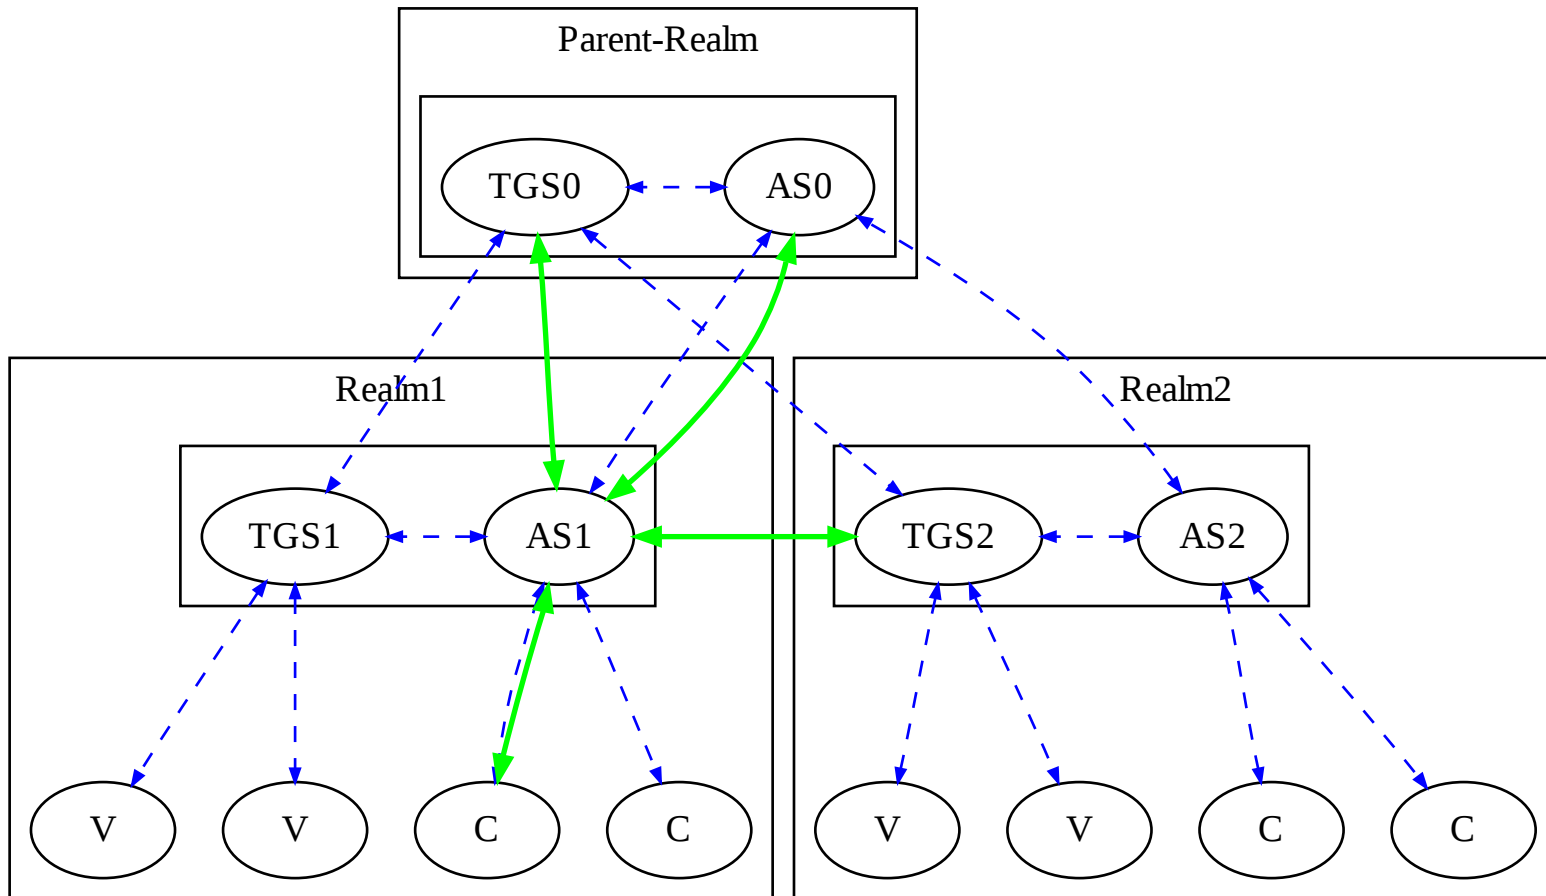 Parent-Realm
TGS0 AS0
Realm1 Realm2
TGS1 AS1 TGS2 AS2
V V C C V V C C